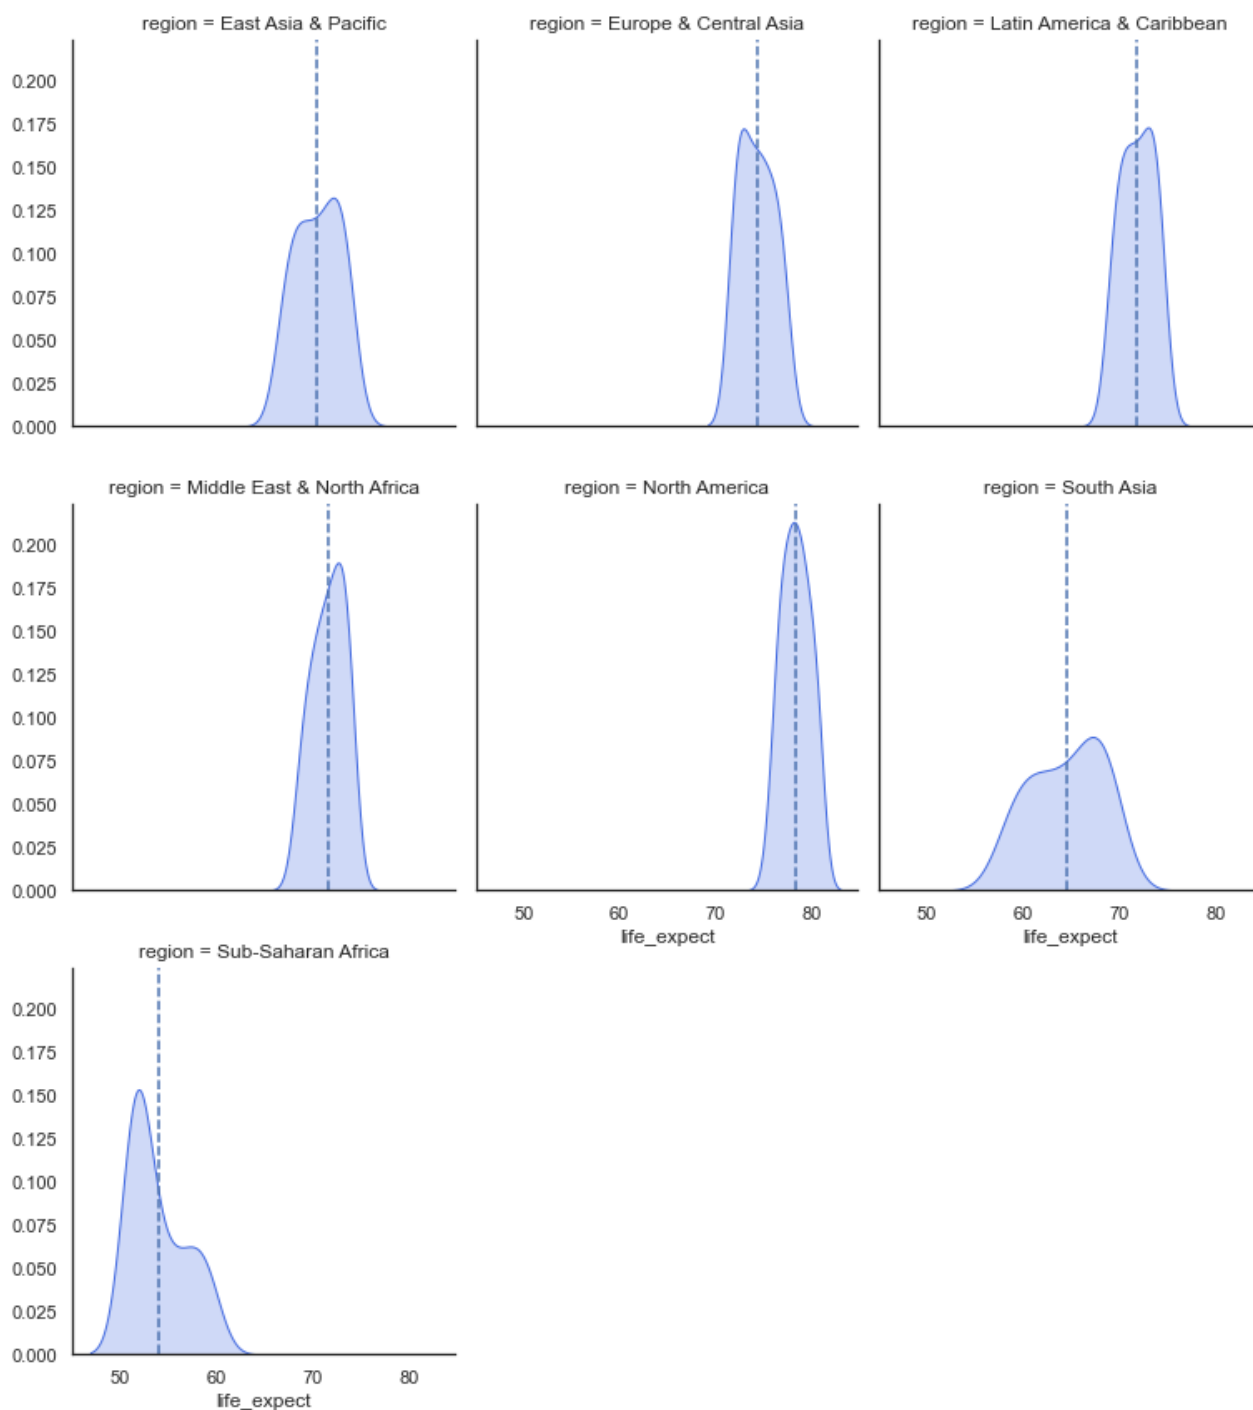 region = East Asia & Pacific
region = Europe & Central Asia
region = Latin America & Caribbean
0.200
0.175
0.150
0.125
0.100
0.075
0.050
0.025
0.000
region = Middle East & North Africa
region = North America
region = South Asia
0.200
0.175
0.150
0.125
0.100
0.075
0.050
0.025
0.000
50 60 70 80
life_expect
50 60 70 80
life_expect
region = Sub-Saharan Africa
0.200
0.175
0.150
0.125
0.100
0.075
0.050
0.025
0.000
50 60 70 80
life_expect